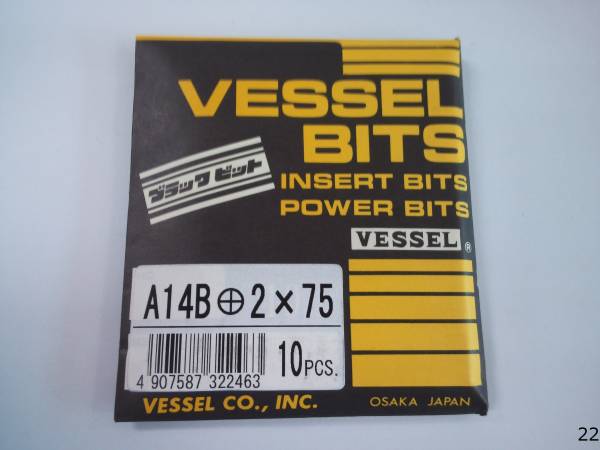 VESSEL
BITS
ブラックビット
INSERT BITS
POWER BITS
VESSEL ®
A14B⊕2×75
10PCS.
4 907587 322463
VESSEL CO., INC.
OSAKA JAPAN
22